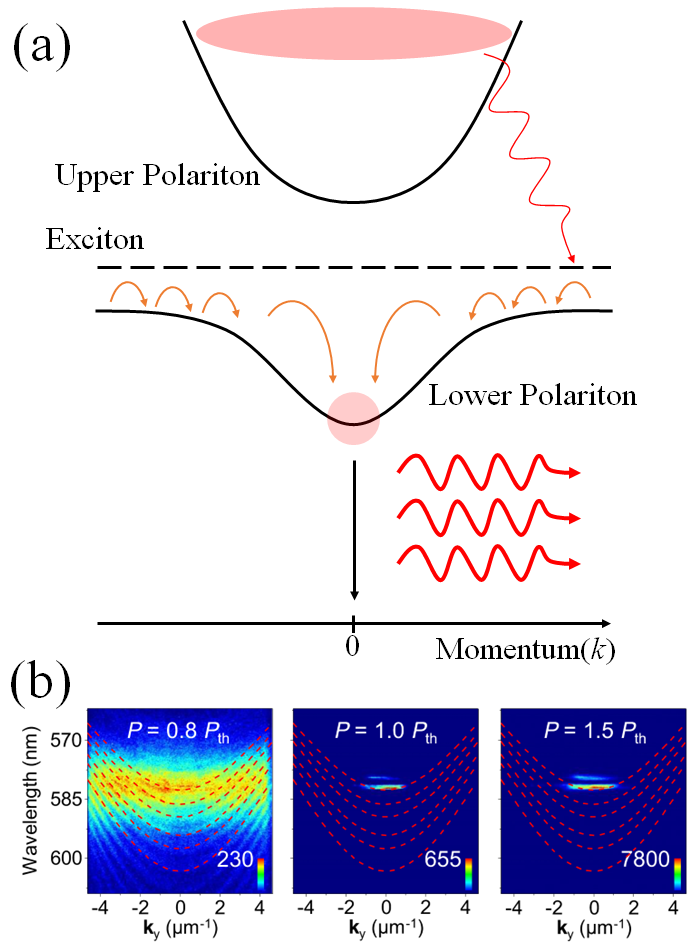 (a)
Upper Polariton
Exciton
Lower Polariton
0
Momentum(k)
(b)
P = 0.8 Pth
P = 1.0 Pth
P = 1.5 Pth
Wavelength (nm)
570
585
600
230
655
7800
-4 -2 0 2 4
-4 -2 0 2 4
-4 -2 0 2 4
ky (μm-1)
ky (μm-1)
ky (μm-1)